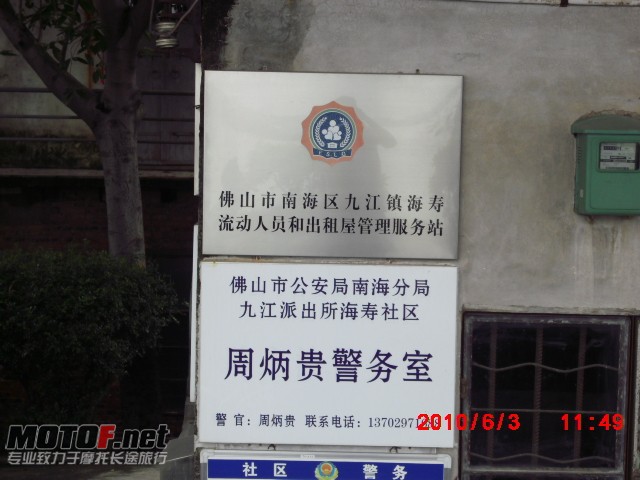 佛山市南海区九江镇海寿
流动人员和出租屋管理服务站
佛山市公安局南海分局
九江派出所海寿社区
周炳贵警务室
警官：周炳贵 联系电话：13702971
2010/6/3 11:49
社区 警务
MOTOF.net
专业致力于摩托长途旅行